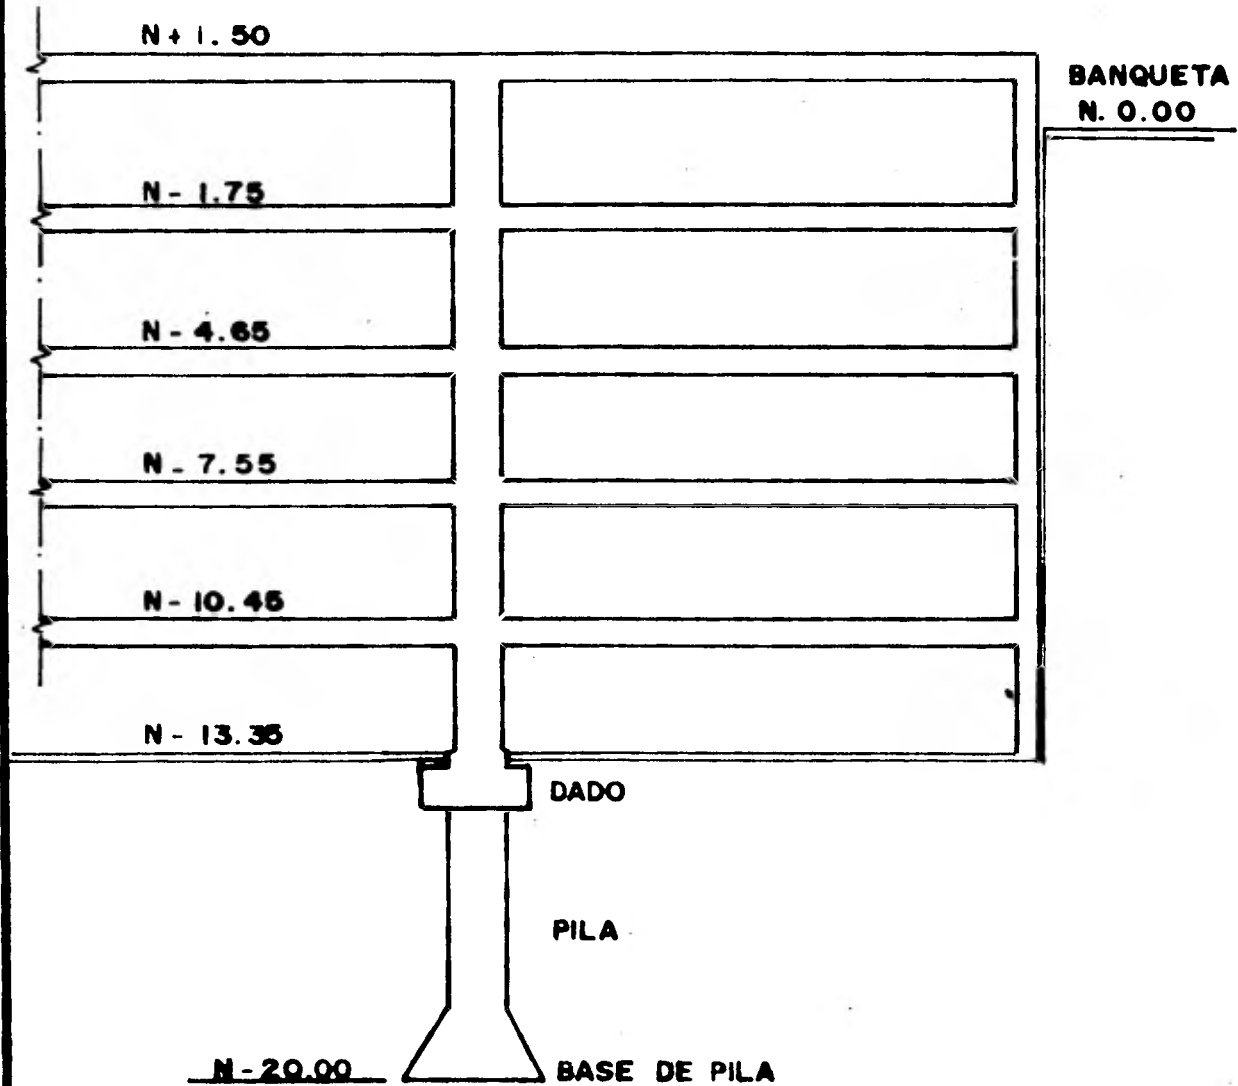 N + 1.50
BANQUETA
N. 0.00
N - 1.75
N - 4.65
N - 7.55
N - 10.45
N - 13.35
DADO
PILA
N - 20.00
BASE DE PILA